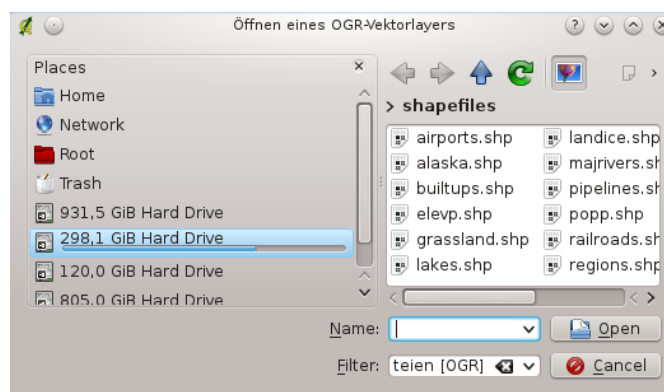 Öffnen eines OGR-Vektorlayers
Places
Home
Network
Root
Trash
931,5 GiB Hard Drive
298,1 GiB Hard Drive
120,0 GiB Hard Drive
805,0 GiB Hard Drive
> shapefiles
airports.shp
alaska.shp
builtups.shp
elevp.shp
grassland.shp
lakes.shp
landice.shp
majrivers.sh
pipelines.sh
popp.shp
railroads.sh
regions.shp
Name:
Open
Filter:
teien [OGR]
Cancel